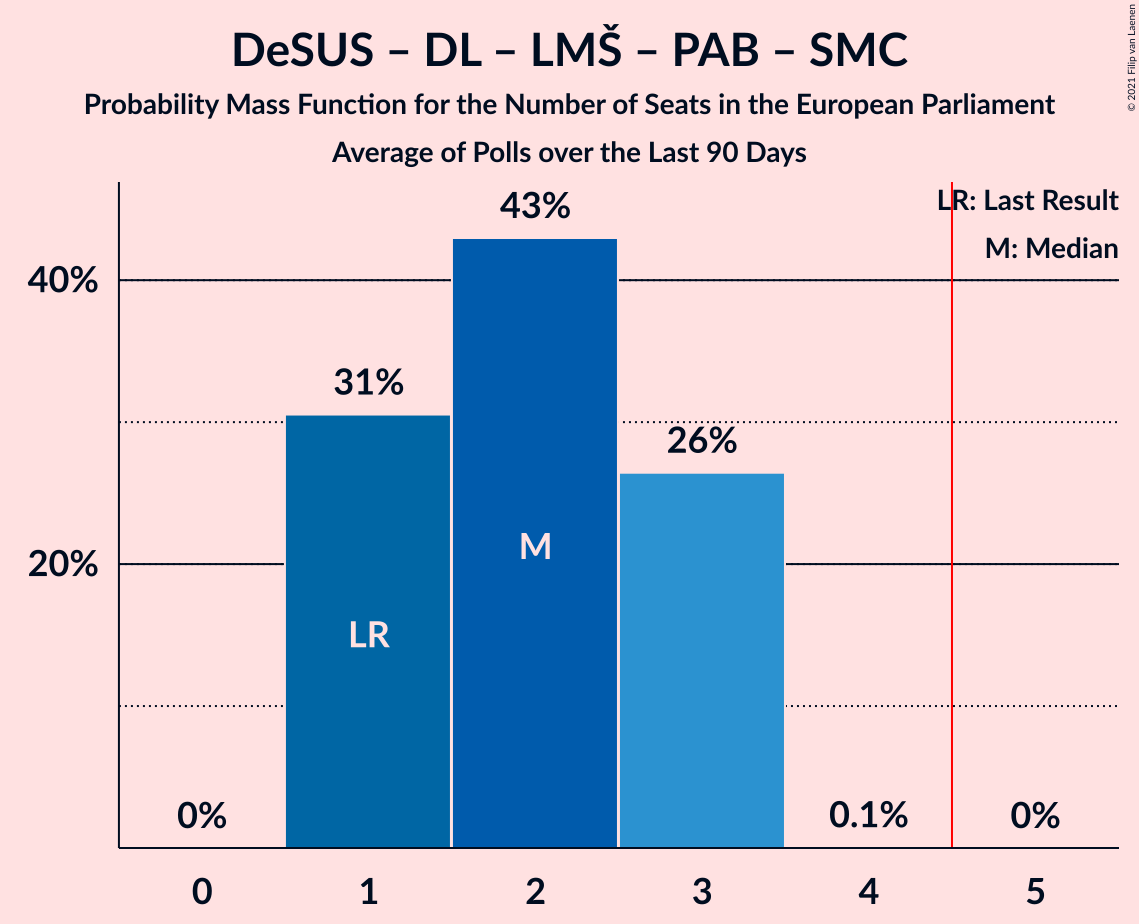 DeSUS – DL – LMŠ – PAB – SMC
Probability Mass Function for the Number of Seats in the European Parliament
Average of Polls over the Last 90 Days
© 2021 Filip van Laenen
LR: Last Result
M: Median
43%
40%
31%
26%
M
20%
LR
0%
0.1%
0%
0 1 2 3 4 5